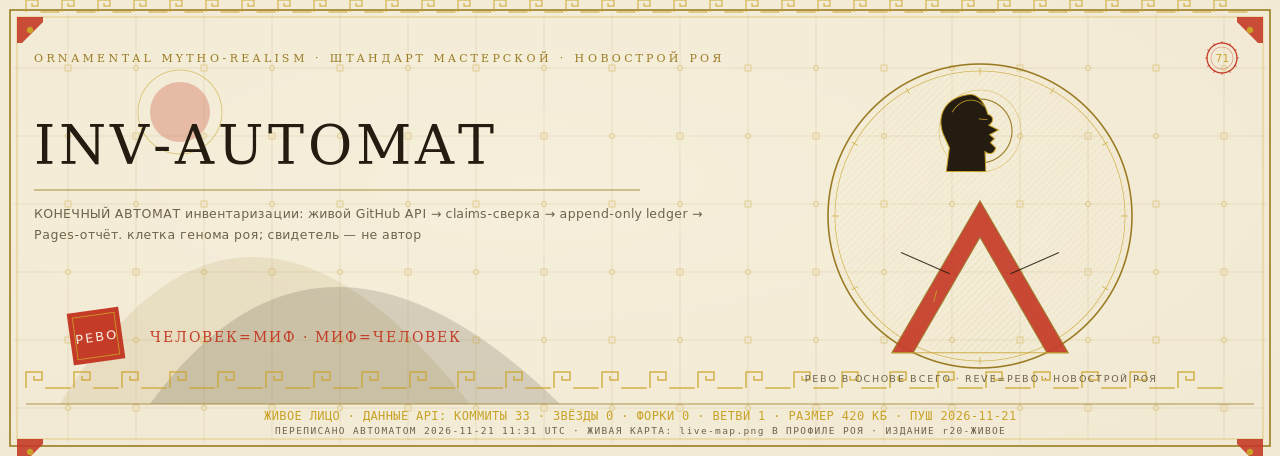 ORNAMENTAL MYTHO-REALISM · ШТАНДАРТ МАСТЕРСКОЙ · НОВОСТРОЙ РОЯ
71
INV-AUTOMAT
КОНЕЧНЫЙ АВТОМАТ инвентаризации: живой GitHub API → claims-сверка → append-only ledger →
Pages-отчёт. клетка генома роя; свидетель — не автор
РЕВО
ЧЕЛОВЕК=МИФ · МИФ=ЧЕЛОВЕК
РЕВО В ОСНОВЕ ВСЕГО · REVE=РЕВО · НОВОСТРОЙ РОЯ
ЖИВОЕ ЛИЦО · ДАННЫЕ API: КОММИТЫ 33 · ЗВЁЗДЫ 0 · ФОРКИ 0 · ВЕТВИ 1 · РАЗМЕР 420 КБ · ПУШ 2026-11-21
ПЕРЕПИСАНО АВТОМАТОМ 2026-11-21 11:31 UTC · ЖИВАЯ КАРТА: live-map.png В ПРОФИЛЕ РОЯ · ИЗДАНИЕ r20-ЖИВОЕ